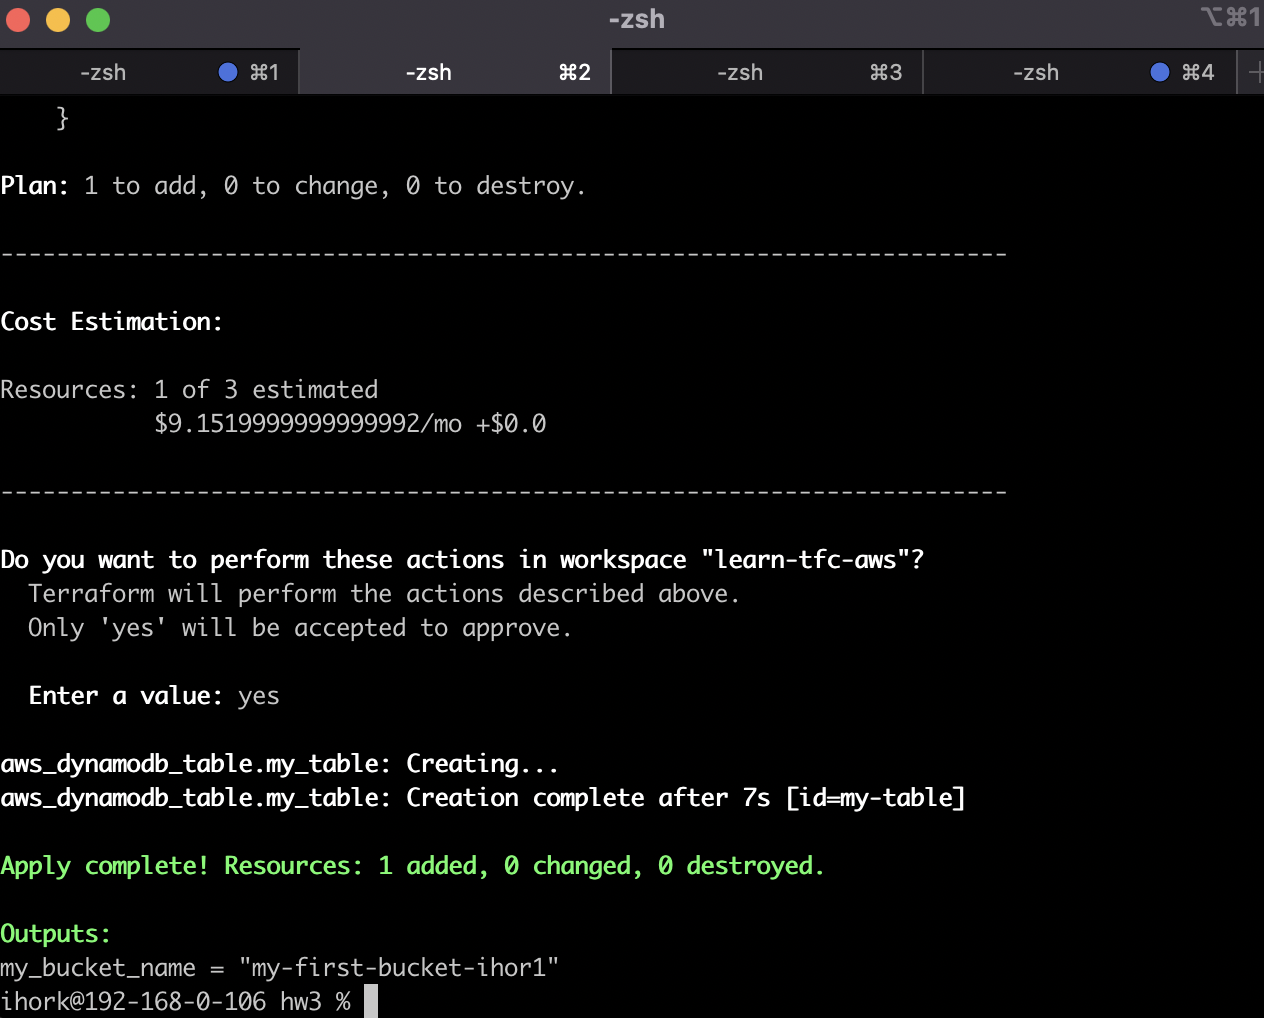 -zsh
⌥⌘1
-zsh ⌘1 -zsh ⌘2 -zsh ⌘3 -zsh ⌘4 +
}
Plan: 1 to add, 0 to change, 0 to destroy.
------------------------------------------------------------------------
Cost Estimation:
Resources: 1 of 3 estimated
$9.1519999999999992/mo +$0.0
------------------------------------------------------------------------
Do you want to perform these actions in workspace "learn-tfc-aws"?
Terraform will perform the actions described above.
Only 'yes' will be accepted to approve.
Enter a value: yes
aws_dynamodb_table.my_table: Creating...
aws_dynamodb_table.my_table: Creation complete after 7s [id=my-table]
Apply complete! Resources: 1 added, 0 changed, 0 destroyed.
Outputs:
my_bucket_name = "my-first-bucket-ihor1"
ihork@192-168-0-106 hw3 %